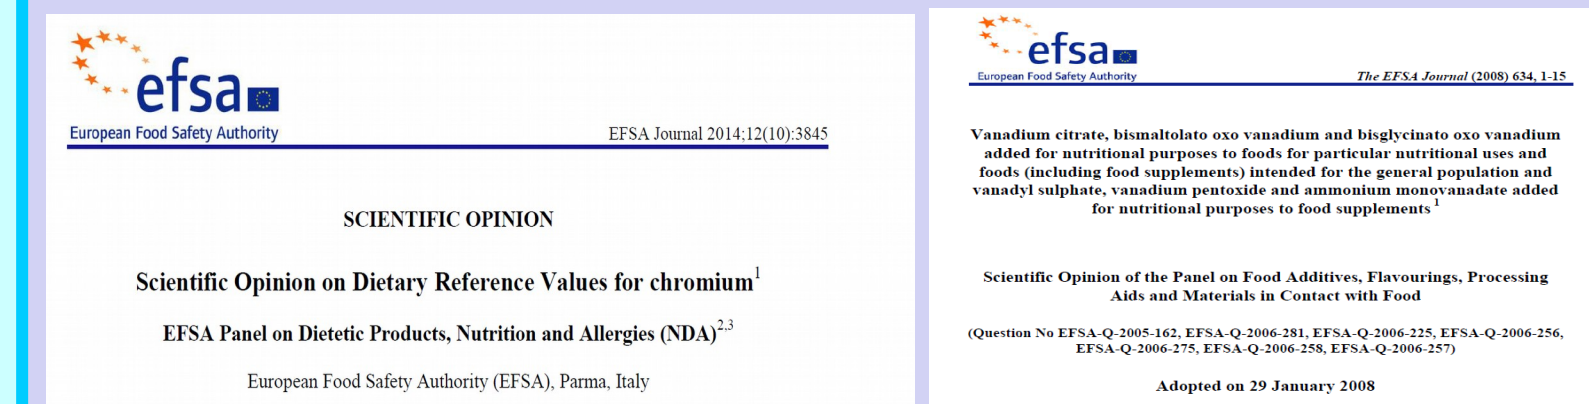 efsa
European Food Safety Authority
EFSA Journal 2014;12(10):3845
SCIENTIFIC OPINION
Scientific Opinion on Dietary Reference Values for chromium1
EFSA Panel on Dietetic Products, Nutrition and Allergies (NDA)2,3
European Food Safety Authority (EFSA), Parma, Italy
efsa
European Food Safety Authority
The EFSA Journal (2008) 634, 1-15
Vanadium citrate, bismaltolato oxo vanadium and bisglycinato oxo vanadium
added for nutritional purposes to foods for particular nutritional uses and
foods (including food supplements) intended for the general population and
vanadyl sulphate, vanadium pentoxide and ammonium monovanadate added
for nutritional purposes to food supplements 1
Scientific Opinion of the Panel on Food Additives, Flavourings, Processing
Aids and Materials in Contact with Food
(Question No EFSA-Q-2005-162, EFSA-Q-2006-281, EFSA-Q-2006-225, EFSA-Q-2006-256,
EFSA-Q-2006-275, EFSA-Q-2006-258, EFSA-Q-2006-257)
Adopted on 29 January 2008